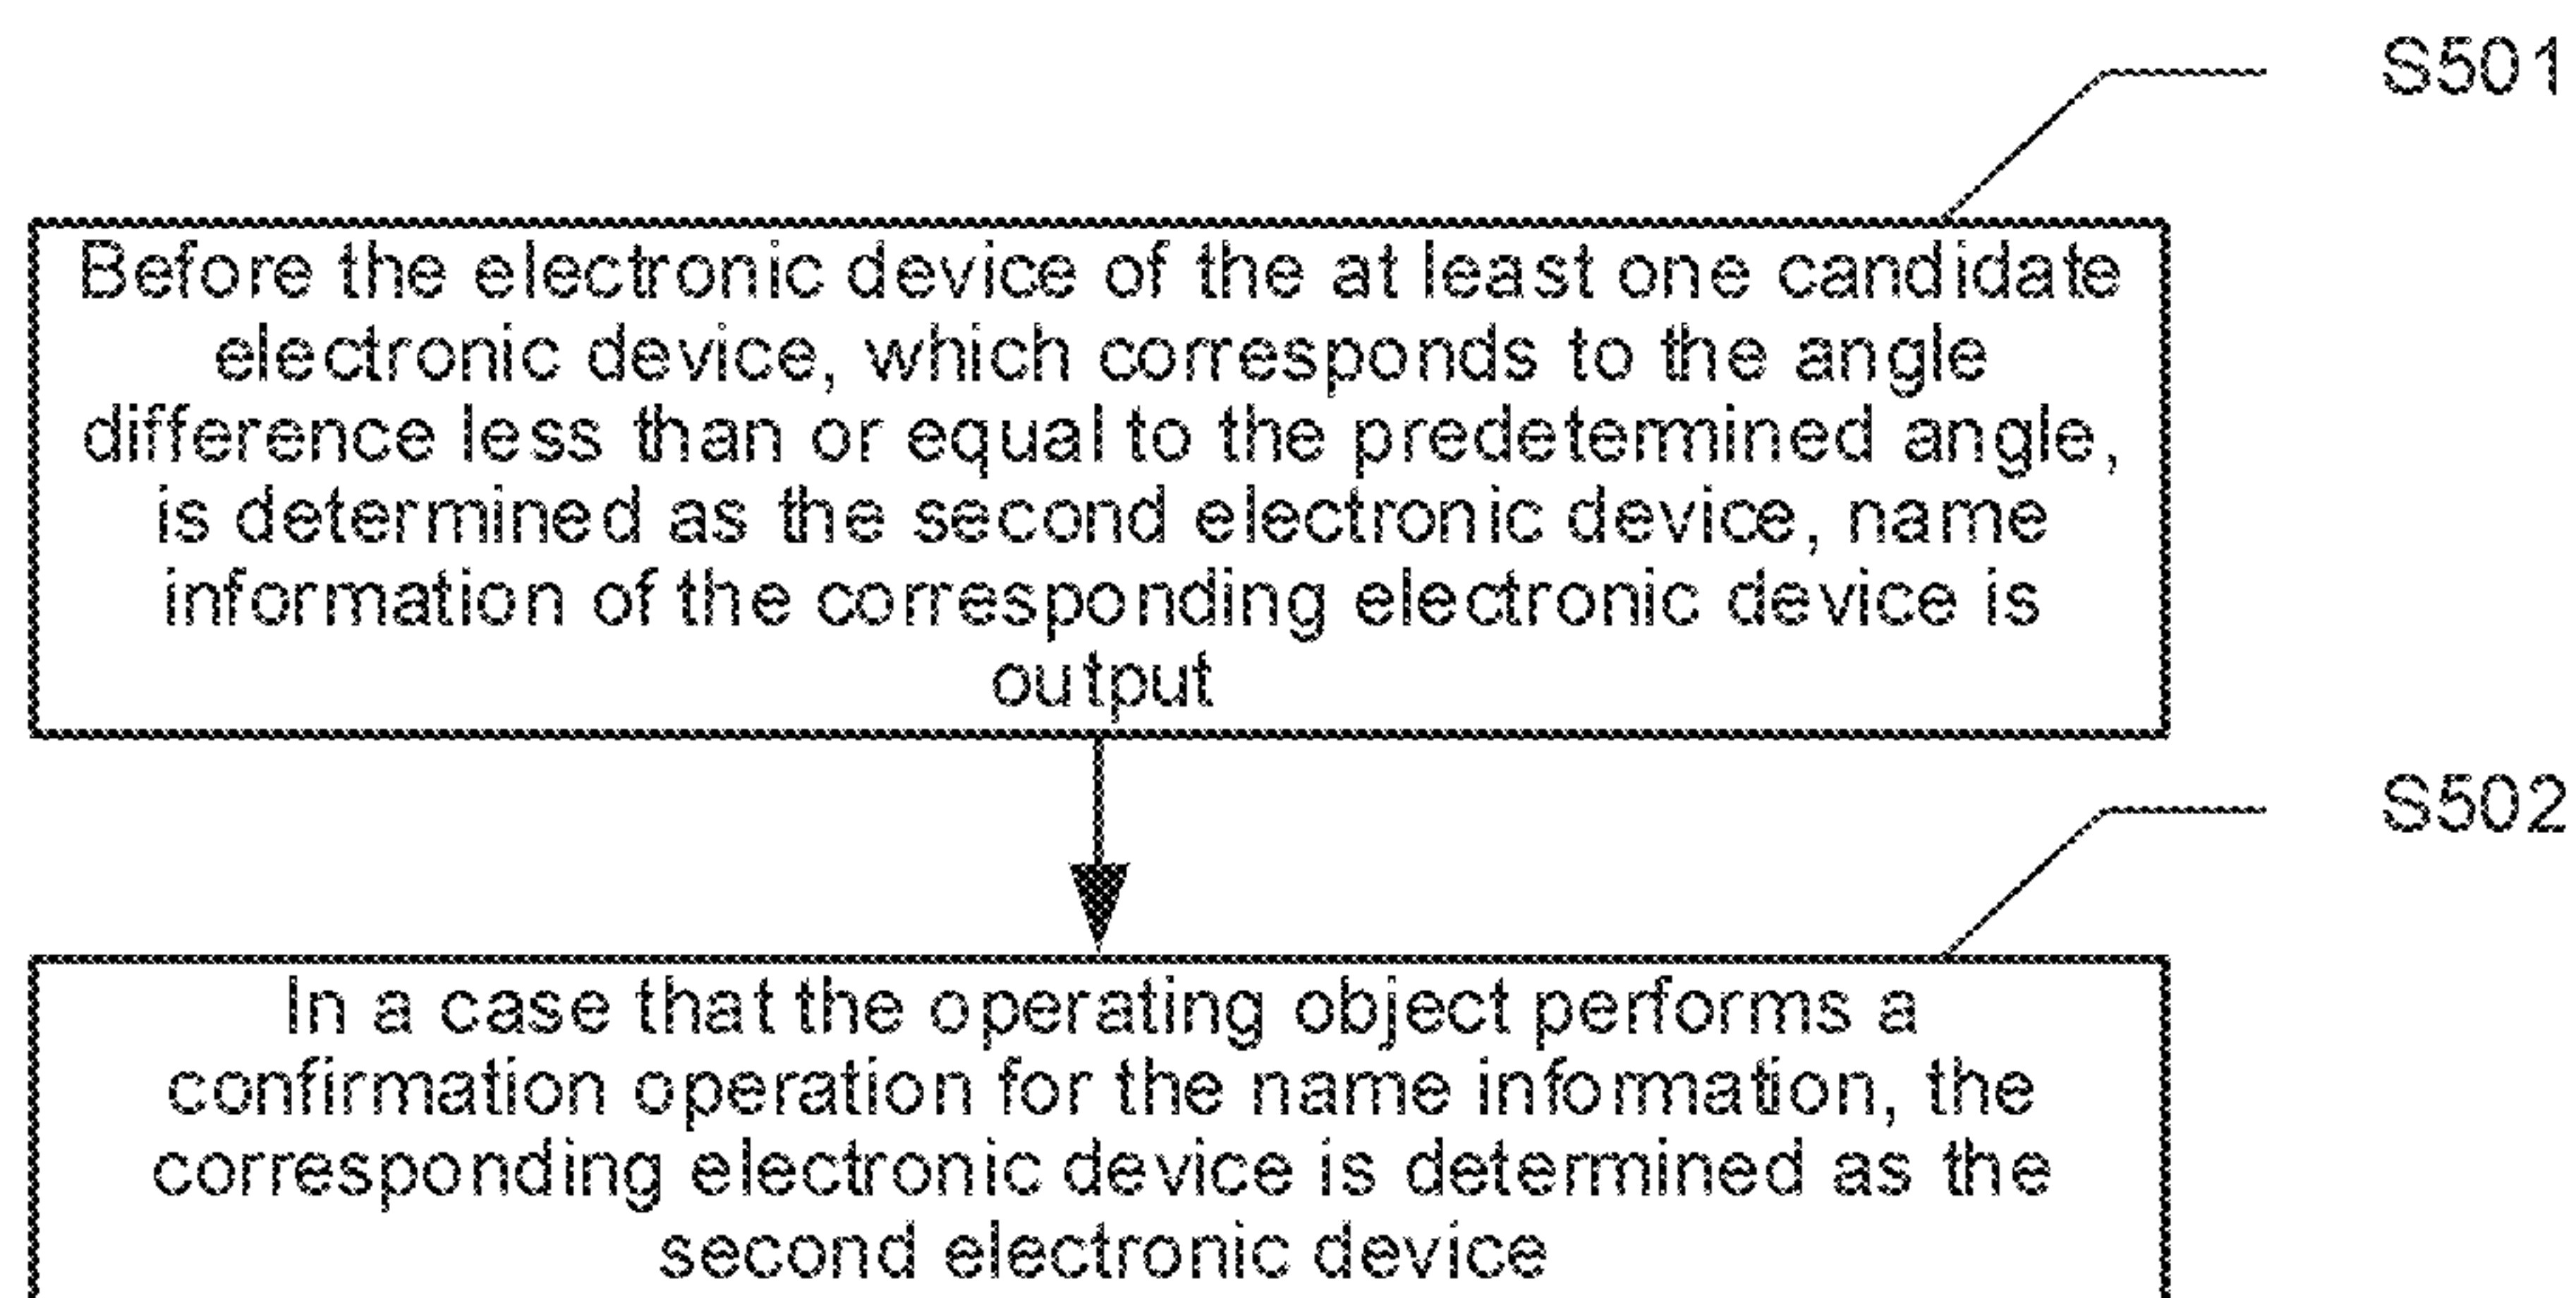 S501
Before the electronic device of the at least one candidate
electronic device, which corresponds to the angle
difference less than or equal to the predetermined angle,
is determined as the second electronic device, name
information of the corresponding electronic device is
output
S502
In a case that the operating object performs a
confirmation operation for the name information, the
corresponding electronic device is determined as the
second electronic device